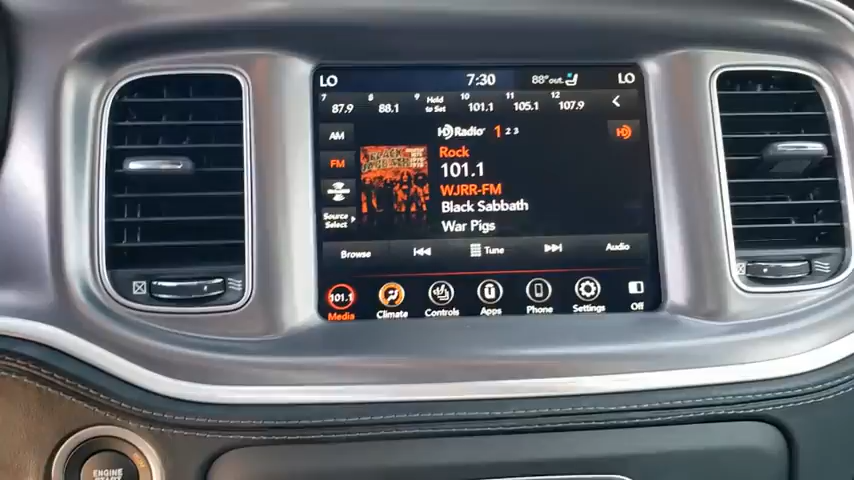 LO 7:30 88° out. LO
7 8 9 10 11 12
87.9 88.1 Hold to Set 101.1 105.1 107.9
AM HD Radio 1 2 3 HD
FM Rock
101.1
WJRR-FM
Black Sabbath
Source Select War Pigs
Browse Tune Audio
101.1
Media Climate Controls Apps Phone Settings Off
ENGINE